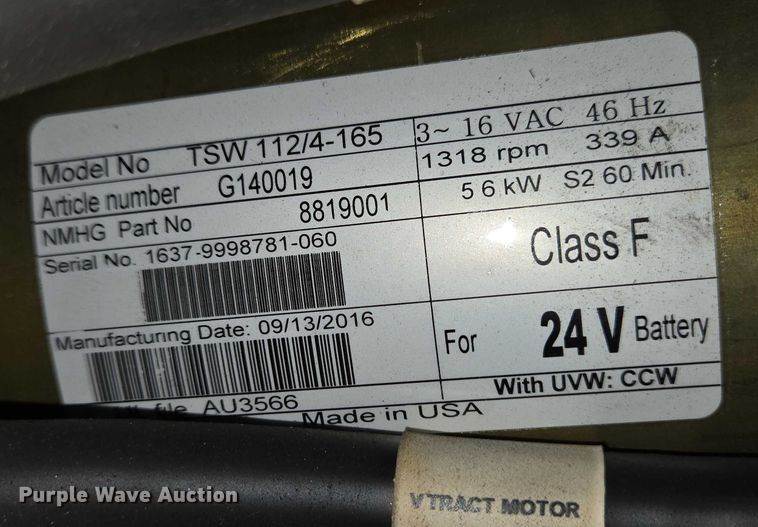 Model No TSW 112/4-165
Article number G140019
NMHG Part No 8819001
Serial No. 1637-9998781-060
Manufacturing Date: 09/13/2016
file AU3566
Made in USA
3~ 16 VAC 46 Hz
1318 rpm 339 A
5 6 kW S2 60 Min.
Class F
For 24 V Battery
With UVW: CCW
V TRACT MOTOR
Purple Wave Auction